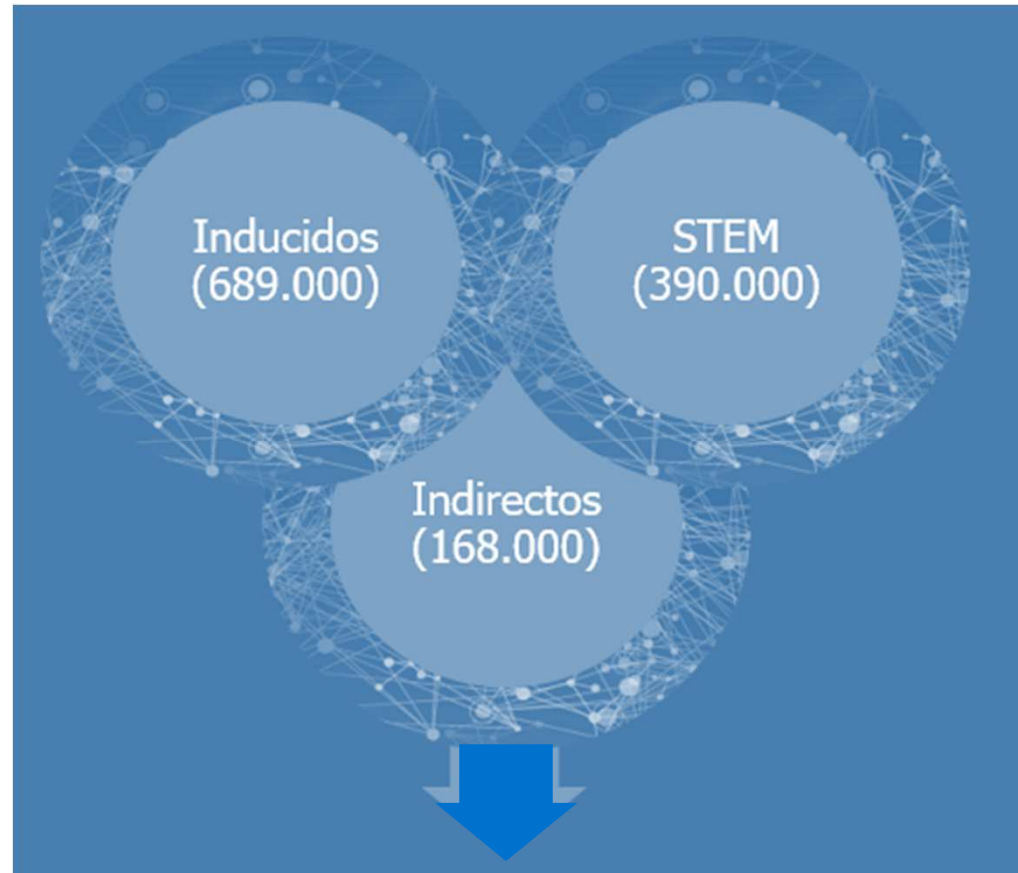 Inducidos
(689.000)
STEM
(390.000)
Indirectos
(168.000)